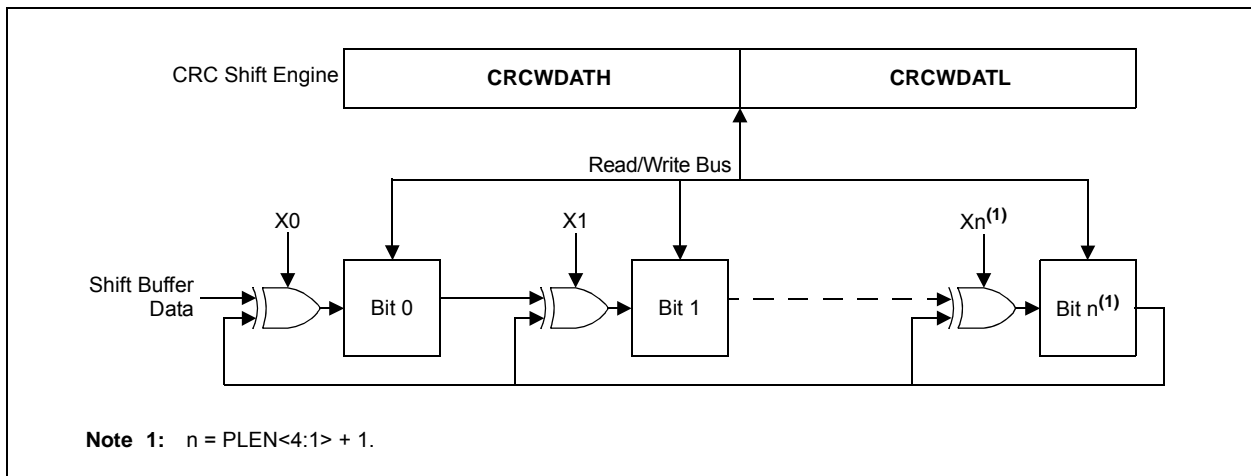 CRC Shift Engine CRCWDATH CRCWDATL
Read/Write Bus
X0 X1 Xn(1)
Shift Buffer
Data
Bit 0 Bit 1 Bit n(1)
Note 1: n = PLEN<4:1> + 1.